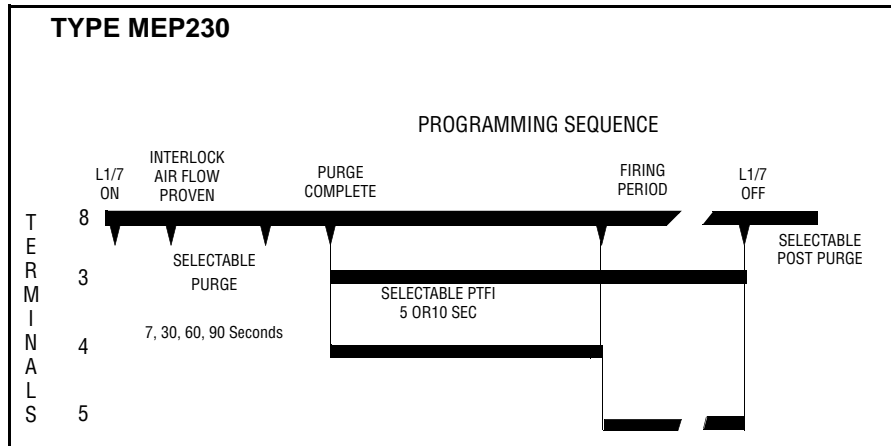 TYPE MEP230
PROGRAMMING SEQUENCE
L1/7
ON
INTERLOCK
AIR FLOW
PROVEN
PURGE
COMPLETE
FIRING
PERIOD
L1/7
OFF
TERMINALS
8
SELECTABLE
POST PURGE
SELECTABLE
PURGE
3
SELECTABLE PTFI
5 OR10 SEC
7, 30, 60, 90 Seconds
4
5